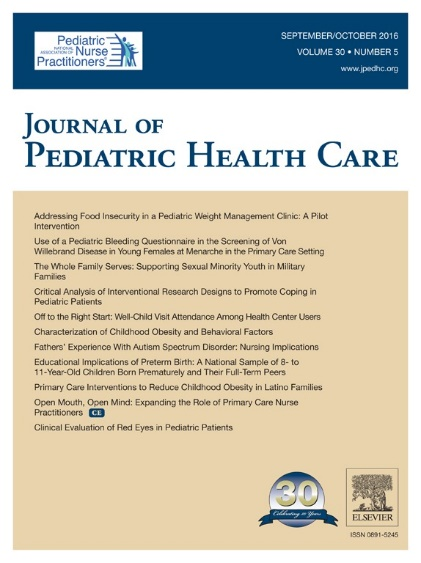 SEPTEMBER/OCTOBER 2016
Pediatric
NATIONAL ASSOCIATION OF
Nurse
Practitioners
VOLUME 30 • NUMBER 5
www.jpedhc.org
JOURNAL OF
PEDIATRIC HEALTH CARE
Addressing Food Insecurity in a Pediatric Weight Management Clinic: A Pilot
Intervention
Use of a Pediatric Bleeding Questionnaire in the Screening of Von
Willebrand Disease in Young Females at Menarche in the Primary Care Setting
The Whole Family Serves: Supporting Sexual Minority Youth in Military
Families
Critical Analysis of Interventional Research Designs to Promote Coping in
Pediatric Patients
Off to the Right Start: Well-Child Visit Attendance Among Health Center Users
Characterization of Childhood Obesity and Behavioral Factors
Fathers' Experience With Autism Spectrum Disorder: Nursing Implications
Educational Implications of Preterm Birth: A National Sample of 8- to
11-Year-Old Children Born Prematurely and Their Full-Term Peers
Primary Care Interventions to Reduce Childhood Obesity in Latino Families
Open Mouth, Open Mind: Expanding the Role of Primary Care Nurse
Practitioners CE
Clinical Evaluation of Red Eyes in Pediatric Patients
30
Celebrating 30 Years
ELSEVIER
ISSN 0891-5245